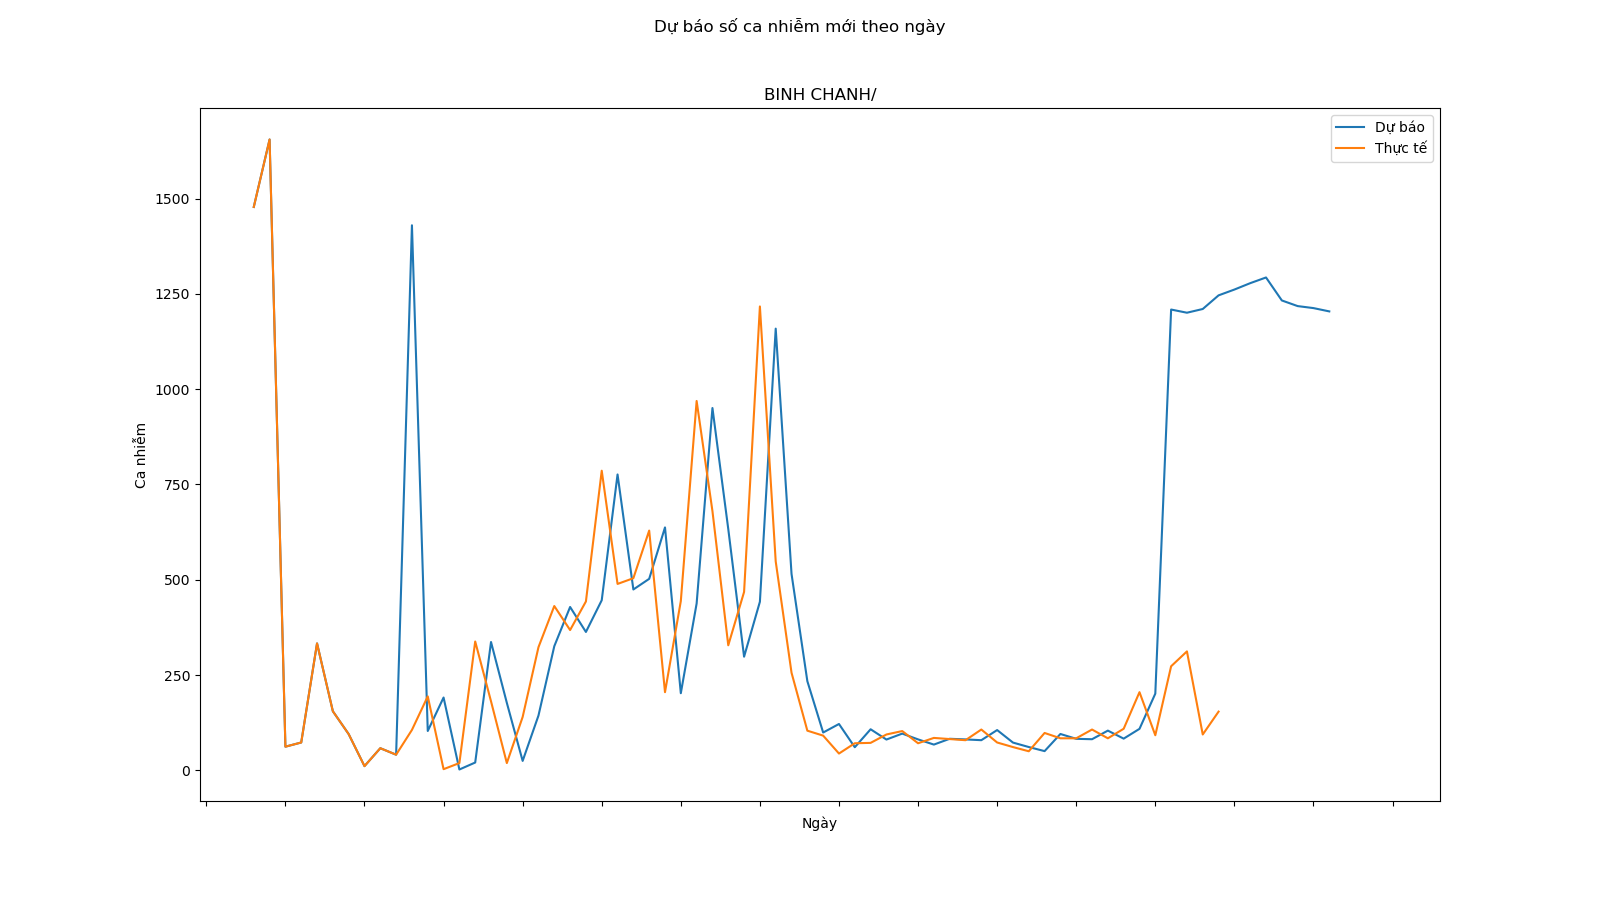 Dự báo số ca nhiễm mới theo ngày
BINH CHANH/
Dự báo
Thực tế
1500
1250
1000
750
500
250
0
Ca nhiễm
Ngày